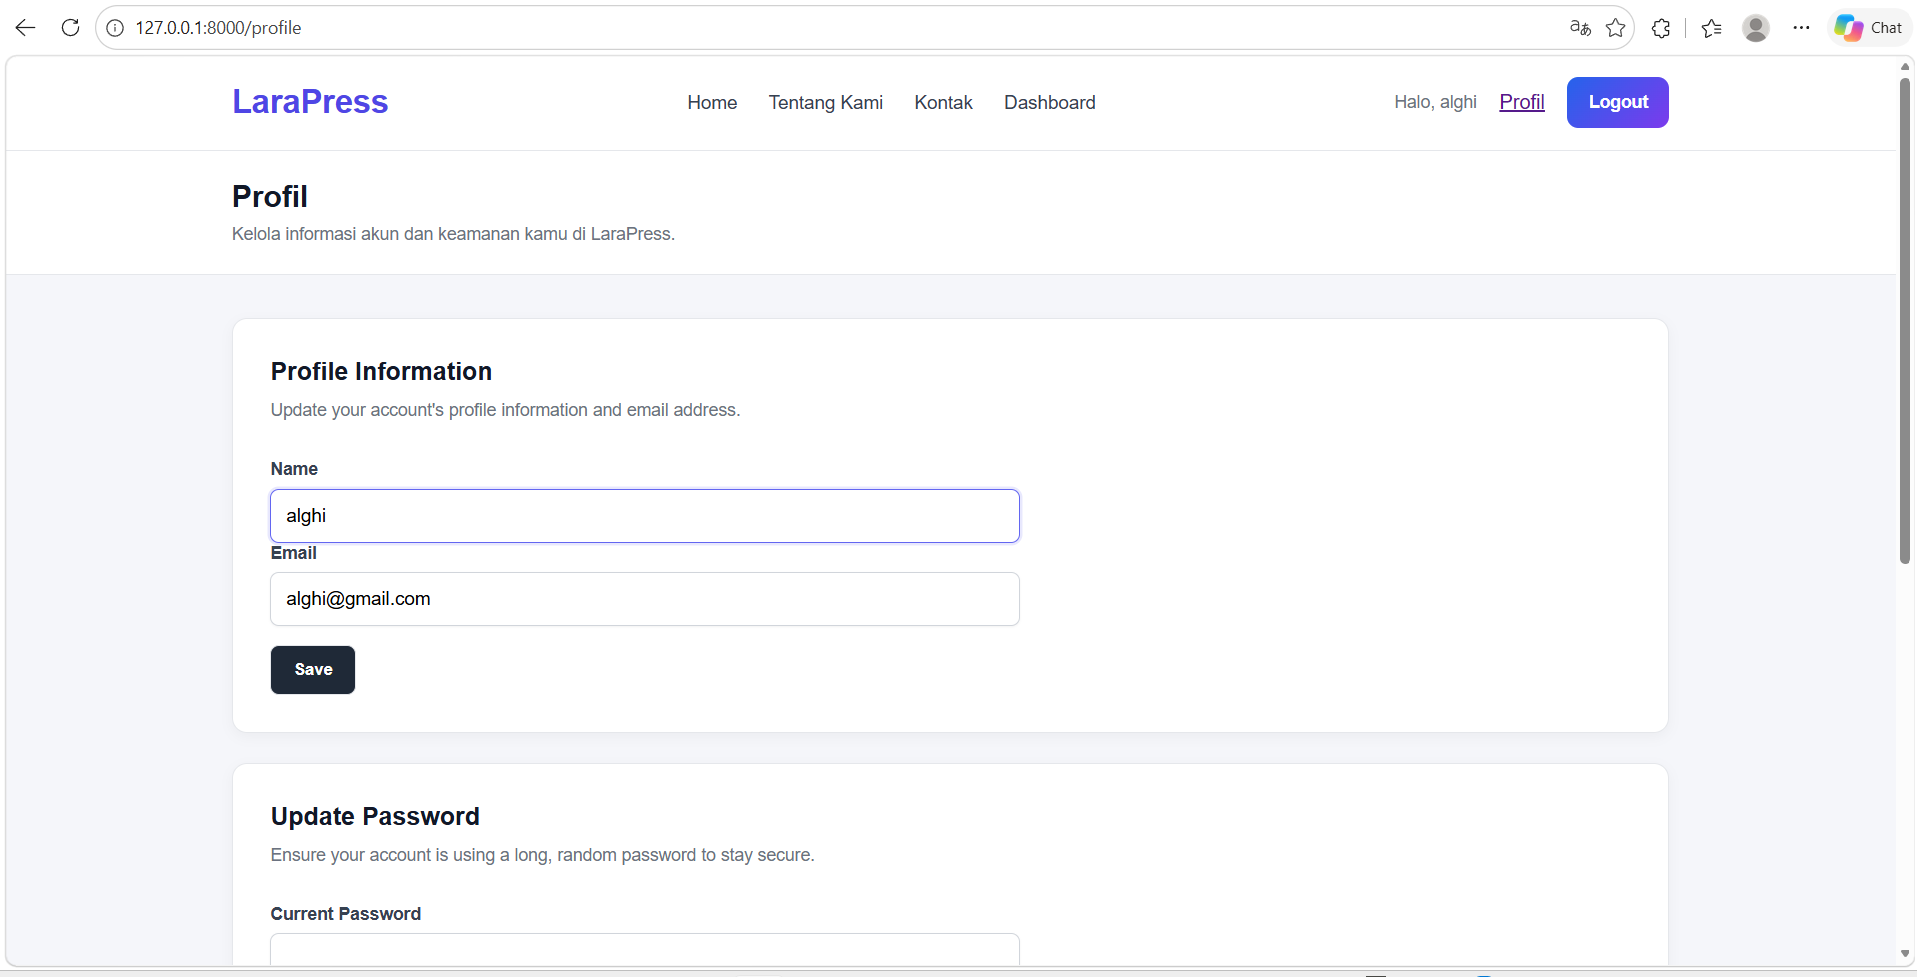 127.0.0.1:8000/profile
Chat
LaraPress
Home Tentang Kami Kontak Dashboard
Halo, alghi Profil Logout
Profil
Kelola informasi akun dan keamanan kamu di LaraPress.
Profile Information
Update your account's profile information and email address.
Name
alghi
Email
alghi@gmail.com
Save
Update Password
Ensure your account is using a long, random password to stay secure.
Current Password